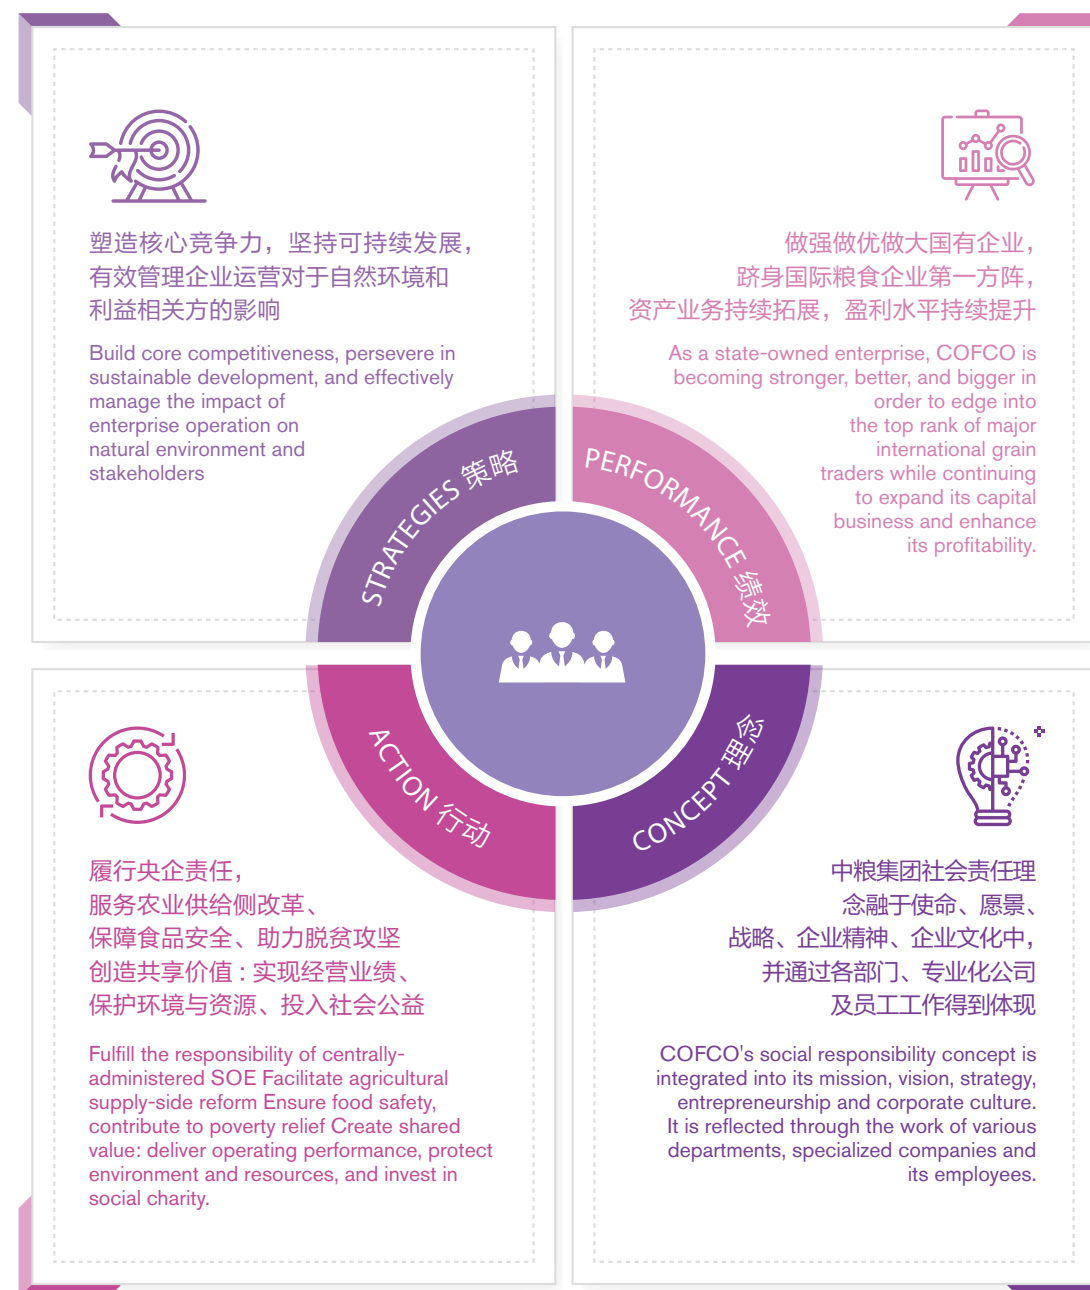 塑造核心竞争力，坚持可持续发展，
有效管理企业运营对于自然环境和
利益相关方的影响
Build core competitiveness, persevere in
sustainable development, and effectively
manage the impact of
enterprise operation on
natural environment and
stakeholders
STRATEGIES 策略
做强做优做大国有企业，
跻身国际粮食企业第一方阵，
资产业务持续拓展，盈利水平持续提升
As a state-owned enterprise, COFCO is
becoming stronger, better, and bigger in
order to edge into
the top rank of major
international grain
traders while continuing
to expand its capital
business and enhance
its profitability.
PERFORMANCE 绩效
ACTION 行动
履行央企责任，
服务农业供给侧改革、
保障食品安全、助力脱贫攻坚
创造共享价值：实现经营业绩、
保护环境与资源、投入社会公益
Fulfill the responsibility of centrally-
administered SOE Facilitate agricultural
supply-side reform Ensure food safety,
contribute to poverty relief Create shared
value: deliver operating performance, protect
environment and resources, and invest in
social charity.
CONCEPT 理念
中粮集团社会责任理
念融于使命、愿景、
战略、企业精神、企业文化中，
并通过各部门、专业化公司
及员工工作得到体现
COFCO's social responsibility concept is
integrated into its mission, vision, strategy,
entrepreneurship and corporate culture.
It is reflected through the work of various
departments, specialized companies and
its employees.